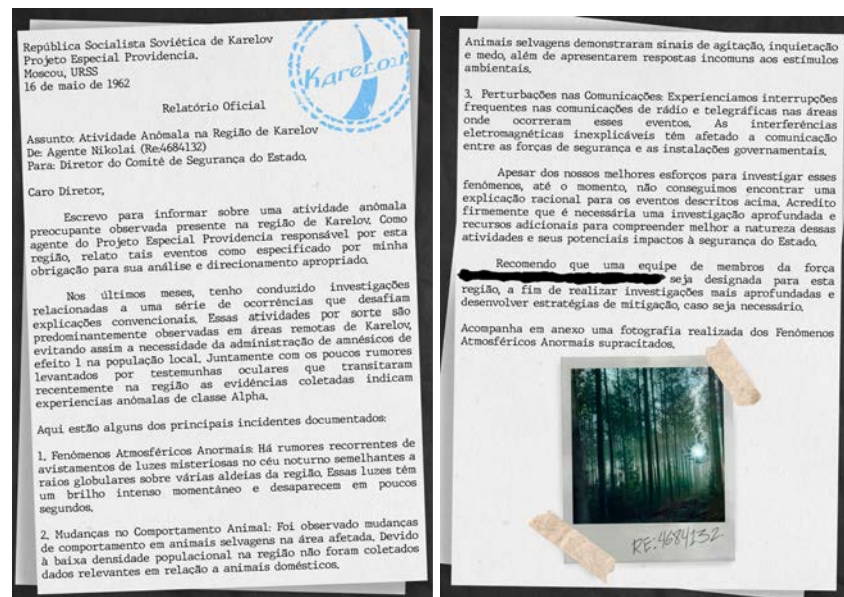 República Socialista Soviética de Karelov
Projeto Especial Providencia.
Moscou, URSS
16 de maio de 1962
Karelov
Relatório Oficial
Assunto: Atividade Anômala na Região de Karelov
De: Agente Nikolai (Re:4684132)
Para: Diretor do Comitê de Segurança do Estado.
Caro Diretor,
Escrevo para informar sobre uma atividade anômala
preocupante observada presente na região de Karelov. Como
agente do Projeto Especial Providencia responsável por esta
região, relato tais eventos como especificado por minha
obrigação para sua análise e direcionamento apropriado.
Nos últimos meses, tenho conduzido investigações
relacionadas a uma série de ocorrências que desafiam
explicações convencionais. Essas atividades por sorte são
predominantemente observadas em áreas remotas de Karelov,
evitando assim a necessidade da administração de amnésicos de
efeito 1 na população local. Juntamente com os poucos rumores
levantados por testemunhas oculares que transitaram
recentemente na região as evidências coletadas indicam
experiencias anômalas de classe Alpha.
Aqui estão alguns dos principais incidentes documentados:
1. Fenômenos Atmosféricos Anormais: Há rumores recorrentes de
avistamentos de luzes misteriosas no céu noturno semelhantes a
raios globulares sobre várias aldeias da região. Essas luzes têm
um brilho intenso momentâneo e desaparecem em poucos
segundos.
2. Mudanças no Comportamento Animal: Foi observado mudanças
de comportamento em animais selvagens na área afetada. Devido
à baixa densidade populacional na região não foram coletados
dados relevantes em relação a animais domésticos.
Animais selvagens demonstraram sinais de agitação, inquietação
e medo, além de apresentarem respostas incomuns aos estímulos
ambientais.
3. Perturbações nas Comunicações: Experienciamos interrupções
frequentes nas comunicações de rádio e telegráficas nas áreas
onde ocorreram esses eventos. As interferências
eletromagnéticas inexplicáveis têm afetado a comunicação
entre as forças de segurança e as instalações governamentais.
Apesar dos nossos melhores esforços para investigar esses
fenômenos, até o momento, não conseguimos encontrar uma
explicação racional para os eventos descritos acima. Acredito
firmemente que é necessária uma investigação aprofundada e
recursos adicionais para compreender melhor a natureza dessas
atividades e seus potenciais impactos à segurança do Estado.
Recomendo que uma equipe de membros da força
seja designada para esta
região, a fim de realizar investigações mais aprofundadas e
desenvolver estratégias de mitigação, caso seja necessário.
Acompanha em anexo uma fotografia realizada dos Fenômenos
Atmosféricos Anormais supracitados.
RE:4684132